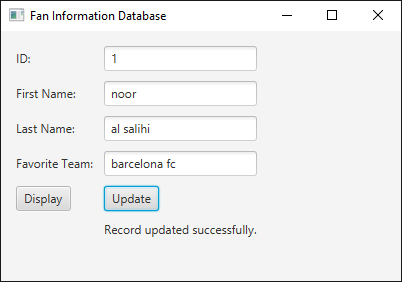 Fan Information Database
ID: 1
First Name: noor
Last Name: al salihi
Favorite Team: barcelona fc
Display Update
Record updated successfully.